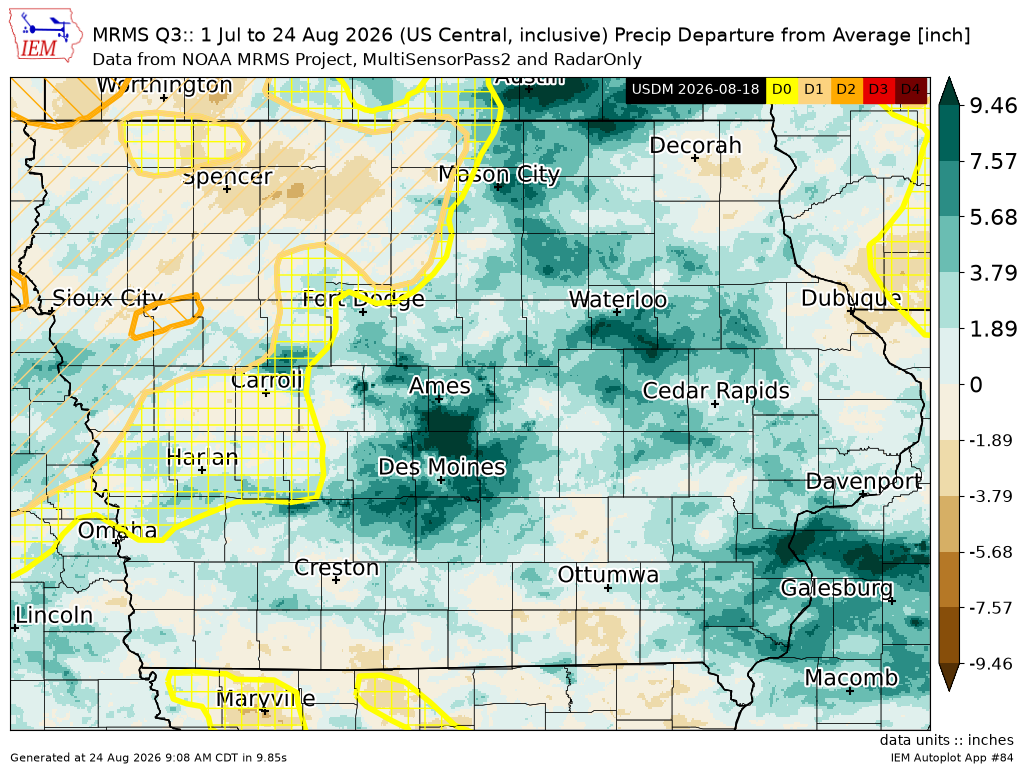 IEM
MRMS Q3:: 1 Jul to 24 Aug 2026 (US Central, inclusive) Precip Departure from Average [inch]
Data from NOAA MRMS Project, MultiSensorPass2 and RadarOnly
USDM 2026-08-18 D0 D1 D2 D3 D4
Worthington
Austin
Decorah
Mason City
Spencer
Sioux City
Fort Dodge
Waterloo
Dubuque
Carroll
Ames
Cedar Rapids
Harlan
Des Moines
Davenport
Omaha
Creston
Ottumwa
Galesburg
Lincoln
Macomb
Maryville
9.46
7.57
5.68
3.79
1.89
0
-1.89
-3.79
-5.68
-7.57
-9.46
data units :: inches
Generated at 24 Aug 2026 9:08 AM CDT in 9.85s
IEM Autoplot App #84